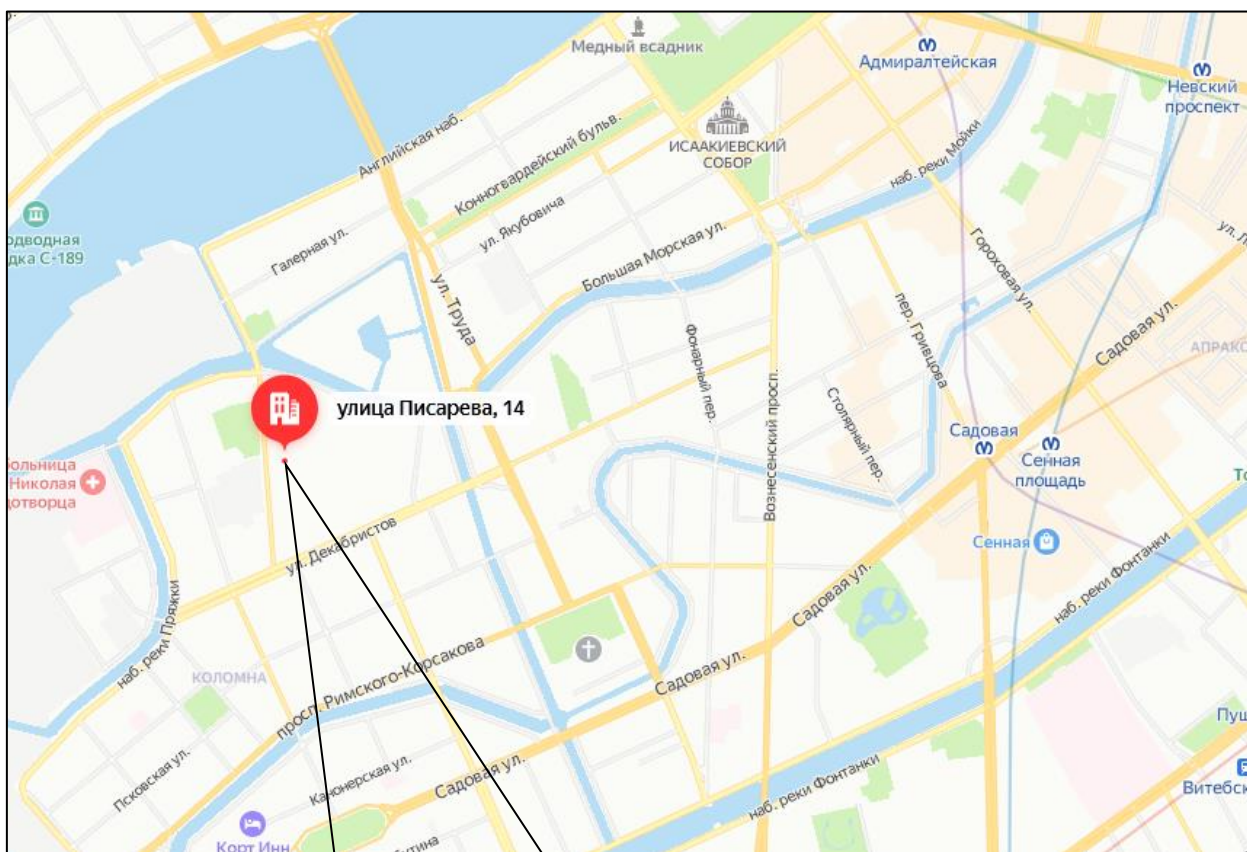 Медный всадник
Адмиралтейская
Невский
проспект
ИСААКИЕВСКИЙ
СОБОР
Английская наб.
Конногвардейский бульв.
наб. реки Мойки
ул. Якубовича
Галерная ул.
Большая Морская ул.
Гороховая ул.
одводная
дка С-189
ул. Труда
пер. Гривцова
Садовая ул.
Фонарный пер.
АПРАКС
Вознесенский просп.
Столярный пер.
улица Писарева, 14
Садовая
Сенная
площадь
больница
Николая
дотворца
ул. Декабристов
Сенная
наб. реки Фонтанки
Садовая ул.
наб. реки Пряжки
КОЛОМНА
просп. Римского-Корсакова
Садовая ул.
Псковская ул.
Канонерская ул.
Садовая ул.
наб. реки Фонтанки
Пуш
Витебск
Корт Инн